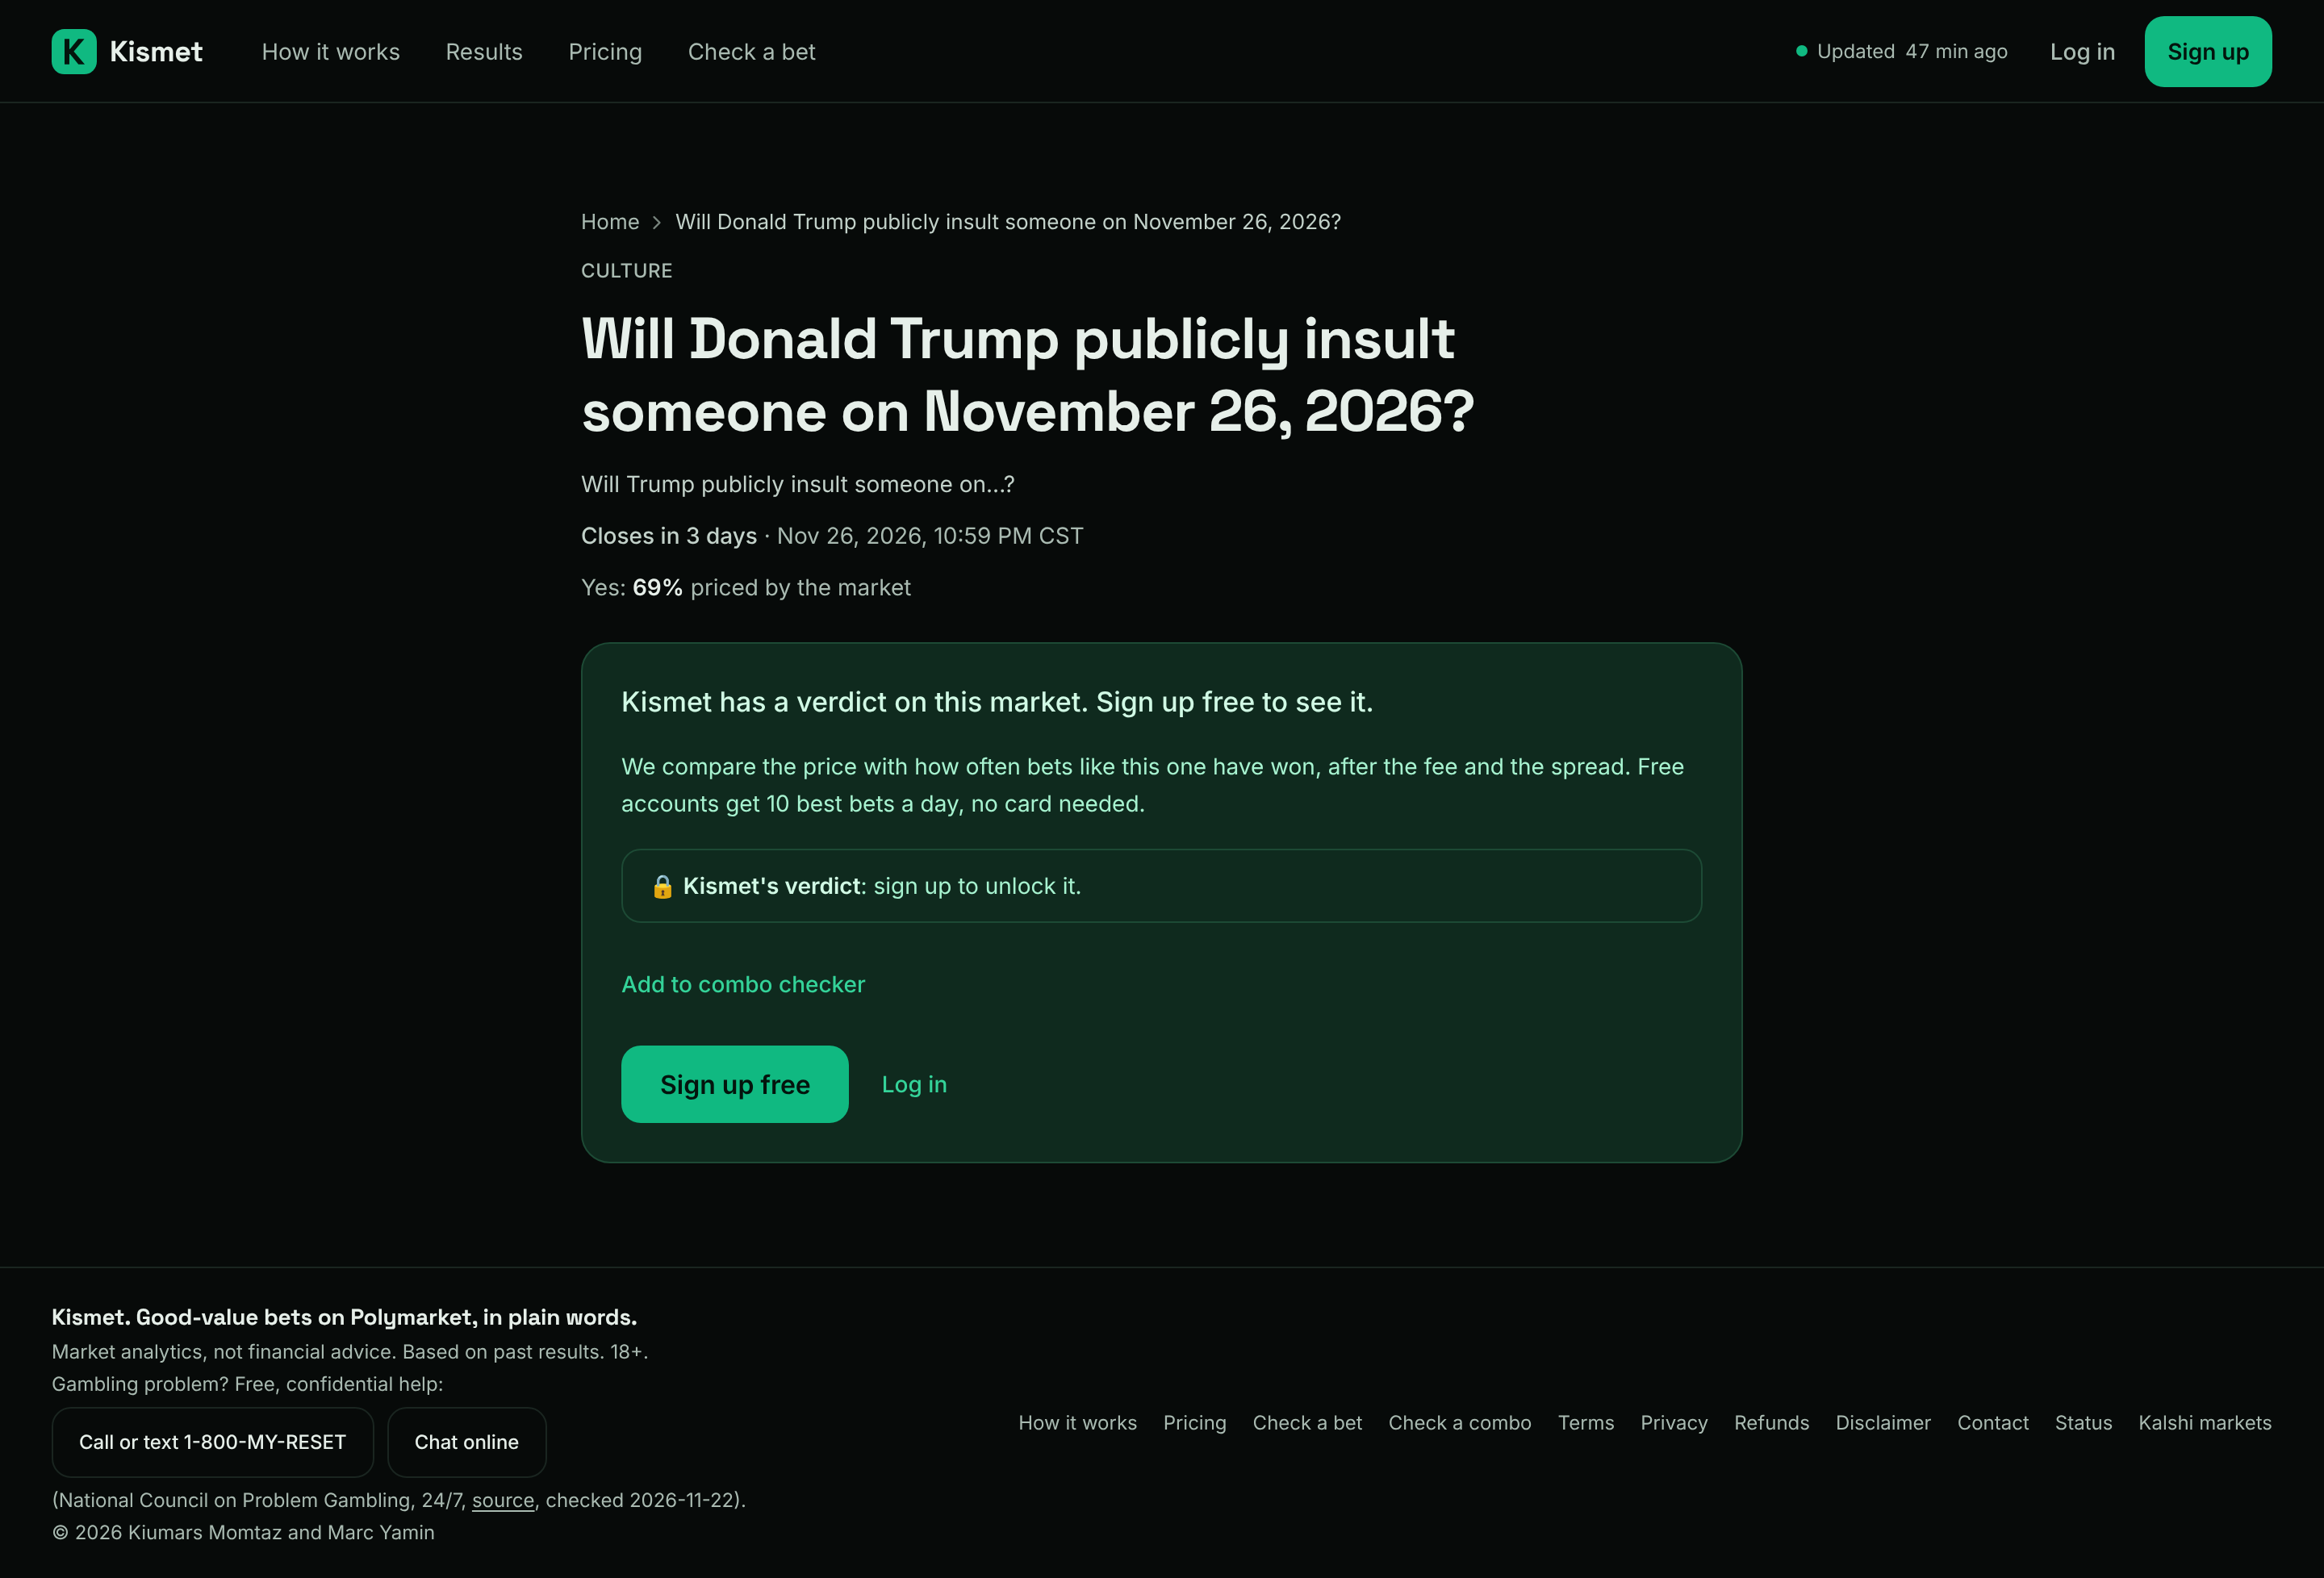 K Kismet How it works Results Pricing Check a bet Updated 47 min ago Log in Sign up
Home > Will Donald Trump publicly insult someone on November 26, 2026?
CULTURE
Will Donald Trump publicly insult
someone on November 26, 2026?
Will Trump publicly insult someone on...?
Closes in 3 days · Nov 26, 2026, 10:59 PM CST
Yes: 69% priced by the market
Kismet has a verdict on this market. Sign up free to see it.
We compare the price with how often bets like this one have won, after the fee and the spread. Free
accounts get 10 best bets a day, no card needed.
🔒 Kismet's verdict: sign up to unlock it.
Add to combo checker
Sign up free Log in
Kismet. Good-value bets on Polymarket, in plain words.
Market analytics, not financial advice. Based on past results. 18+.
Gambling problem? Free, confidential help:
Call or text 1-800-MY-RESET Chat online
(National Council on Problem Gambling, 24/7, source, checked 2026-11-22).
© 2026 Kiumars Momtaz and Marc Yamin
How it works Pricing Check a bet Check a combo Terms Privacy Refunds Disclaimer Contact Status Kalshi markets